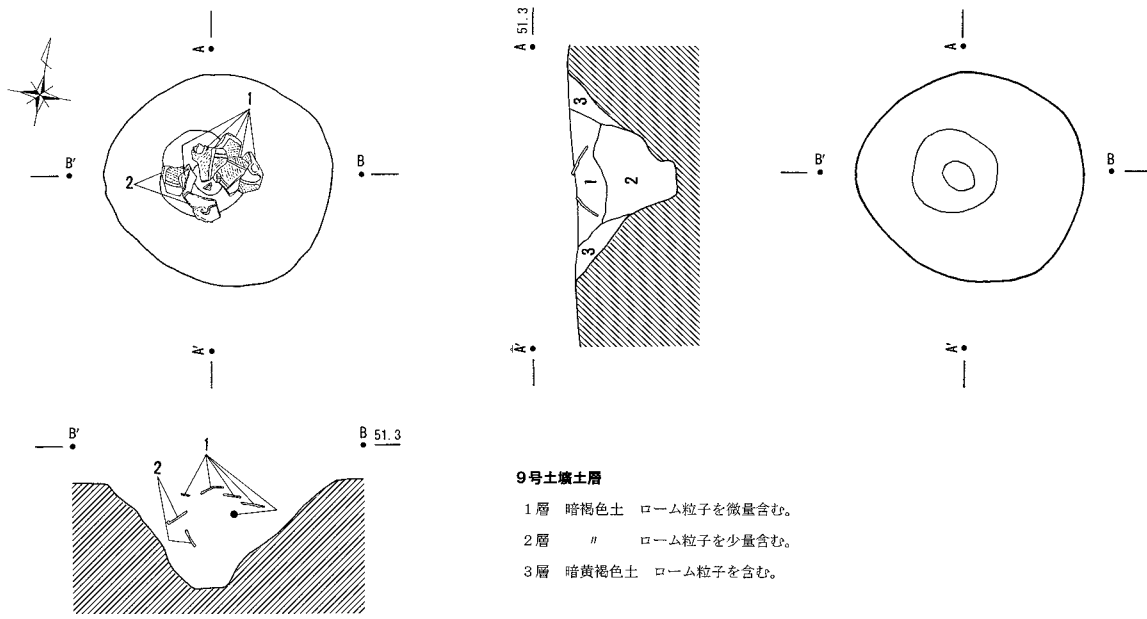 A
51.3
A
A
1
3
B'
B
B'
B
2
1
2
3
A'
A'
A'
B'
B 51.3
1
2
9号土壙土層
1層 暗褐色土 ローム粒子を微量含む。
2層 〃 ローム粒子を少量含む。
3層 暗黄褐色土 ローム粒子を含む。